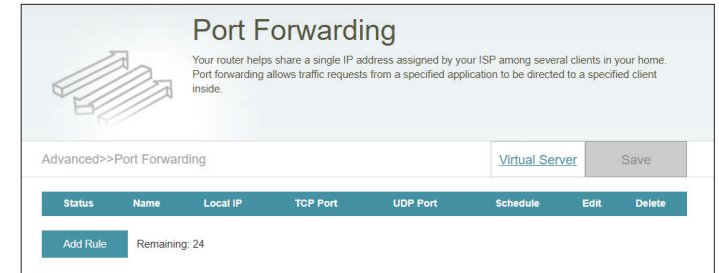 Port Forwarding
Your router helps share a single IP address assigned by your ISP among several clients in your home.
Port forwarding allows traffic requests from a specified application to be directed to a specified client
inside.
Advanced>>Port Forwarding
Virtual Server
Save
Status Name Local IP TCP Port UDP Port Schedule Edit Delete
Add Rule Remaining: 24